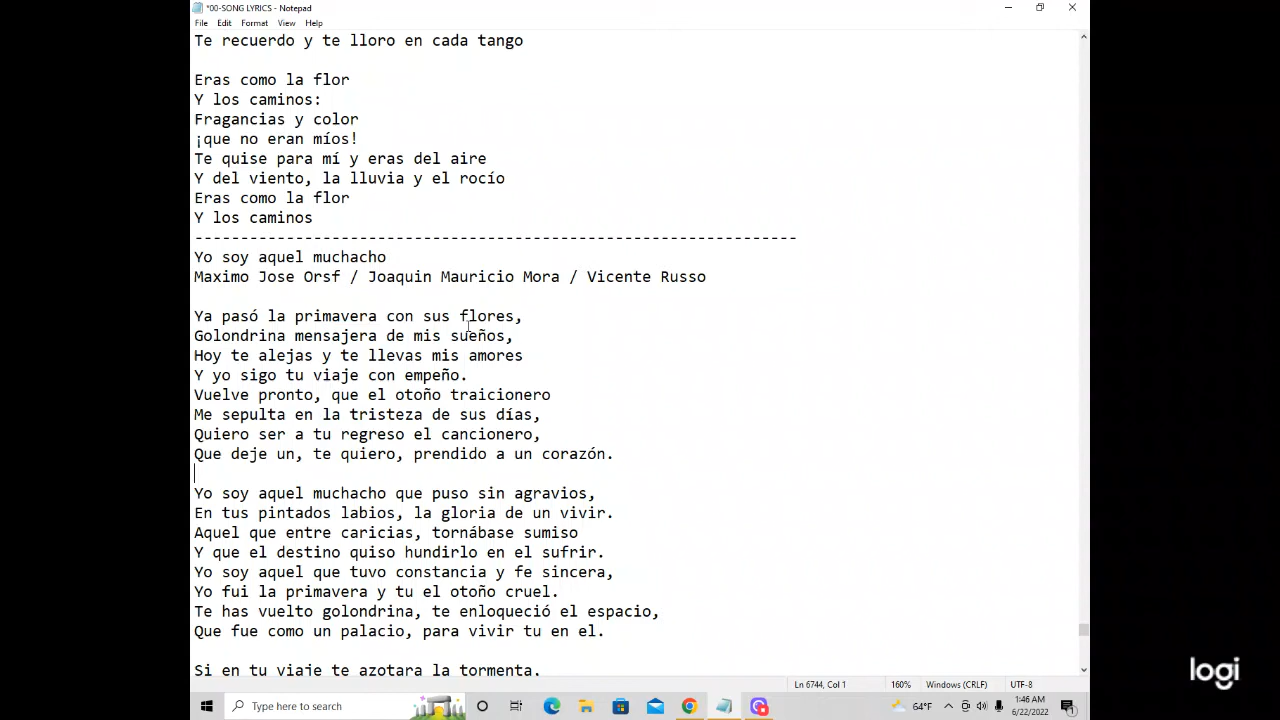 *00-SONG LYRICS - Notepad
File Edit Format View Help
Te recuerdo y te lloro en cada tango
Eras como la flor
Y los caminos:
Fragancias y color
¡que no eran míos!
Te quise para mí y eras del aire
Y del viento, la lluvia y el rocío
Eras como la flor
Y los caminos
------------------------------------------------------------------
Yo soy aquel muchacho
Maximo Jose Orsf / Joaquin Mauricio Mora / Vicente Russo
Ya pasó la primavera con sus flores,
Golondrina mensajera de mis sueños,
Hoy te alejas y te llevas mis amores
Y yo sigo tu viaje con empeño.
Vuelve pronto, que el otoño traicionero
Me sepulta en la tristeza de sus días,
Quiero ser a tu regreso el cancionero,
Que deje un, te quiero, prendido a un corazón.
Yo soy aquel muchacho que puso sin agravios,
En tus pintados labios, la gloria de un vivir.
Aquel que entre caricias, tornábase sumiso
Y que el destino quiso hundirlo en el sufrir.
Yo soy aquel que tuvo constancia y fe sincera,
Yo fui la primavera y tu el otoño cruel.
Te has vuelto golondrina, te enloqueció el espacio,
Que fue como un palacio, para vivir tu en el.
Si en tu viaje te azotara la tormenta,
Ln 6744, Col 1 160% Windows (CRLF) UTF-8
Type here to search 64°F 1:46 AM
6/22/2022 1
logi